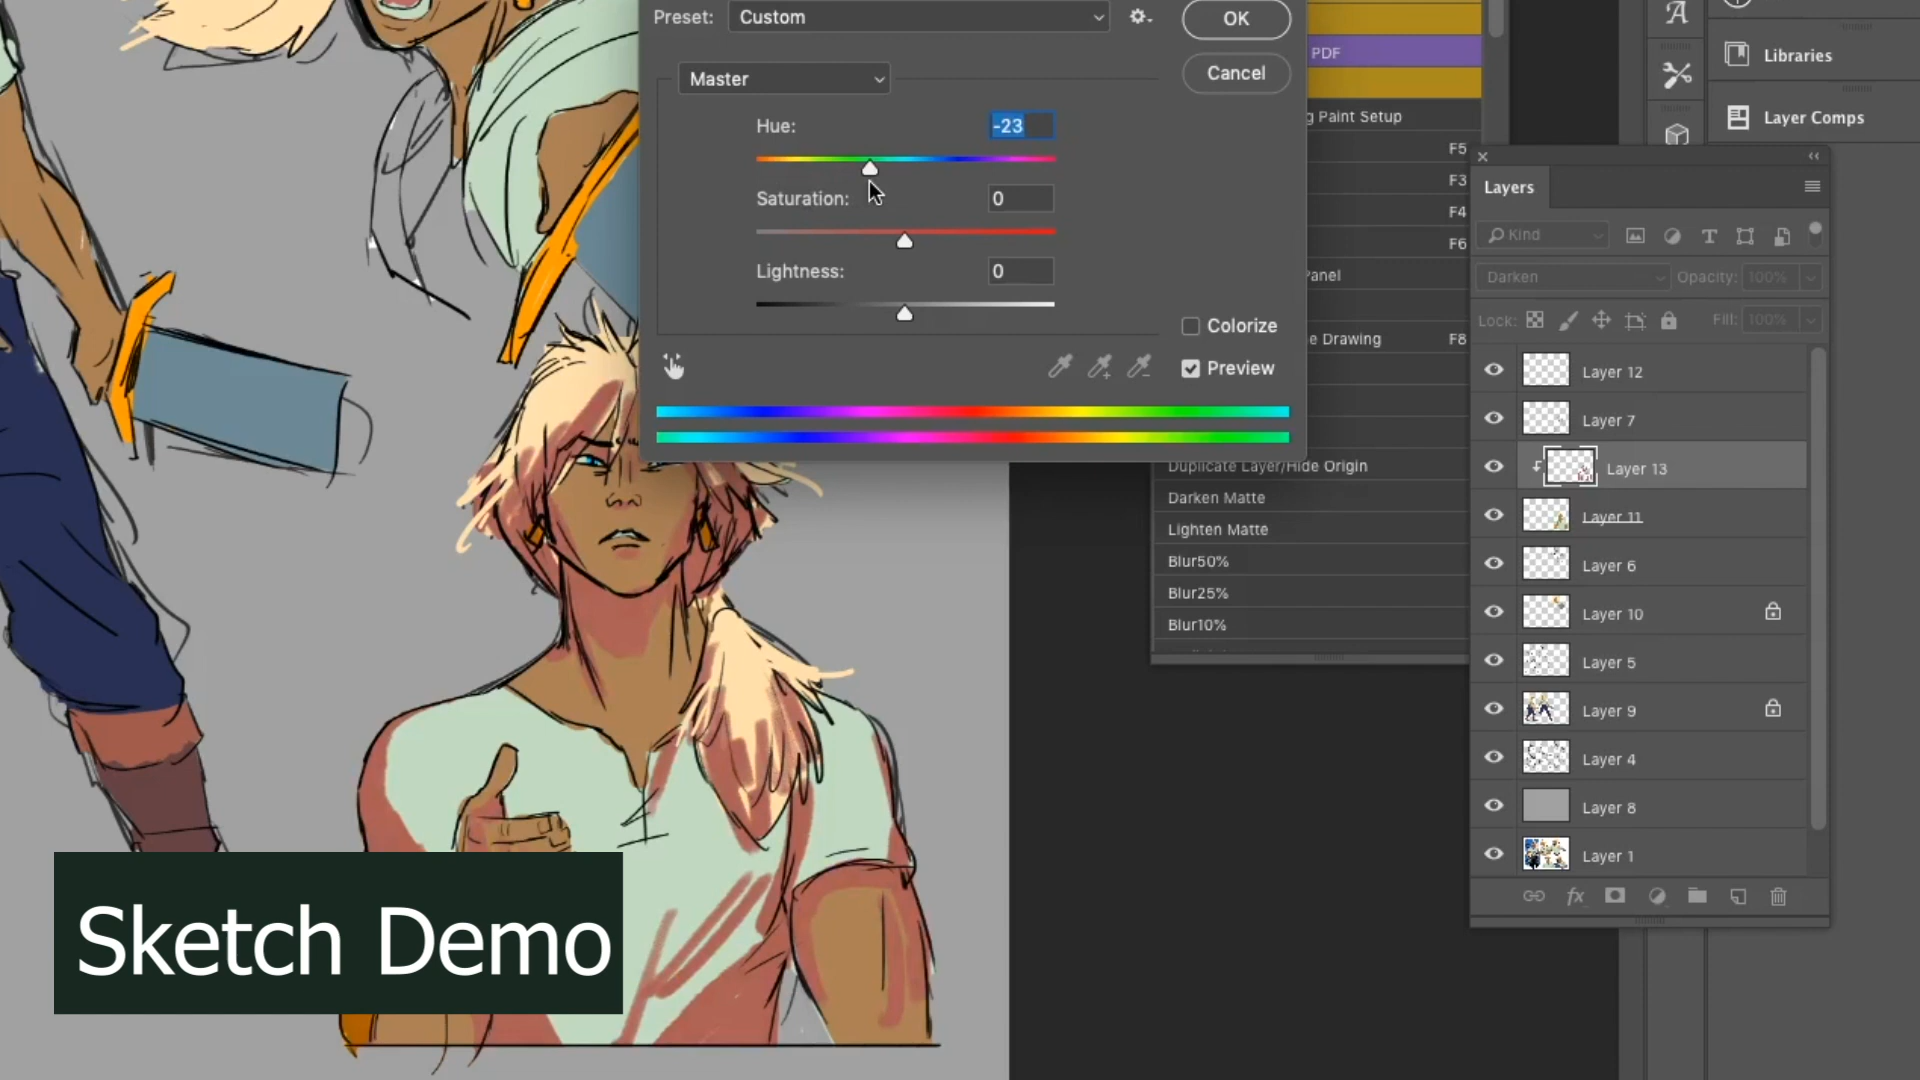 Preset:
Custom
OK
Cancel
Master
Hue:
-23
Saturation:
0
Lightness:
0
Colorize
Preview
PDF
g Paint Setup
F5
F3
F4
F6
Panel
e Drawing
F8
Duplicate Layer/Hide Origin
Darken Matte
Lighten Matte
Blur50%
Blur25%
Blur10%
Libraries
Layer Comps
Layers
Kind
Darken
Opacity:
100%
Lock:
Fill:
100%
Layer 12
Layer 7
Layer 13
Layer 11
Layer 6
Layer 10
Layer 5
Layer 9
Layer 4
Layer 8
Layer 1
Sketch Demo